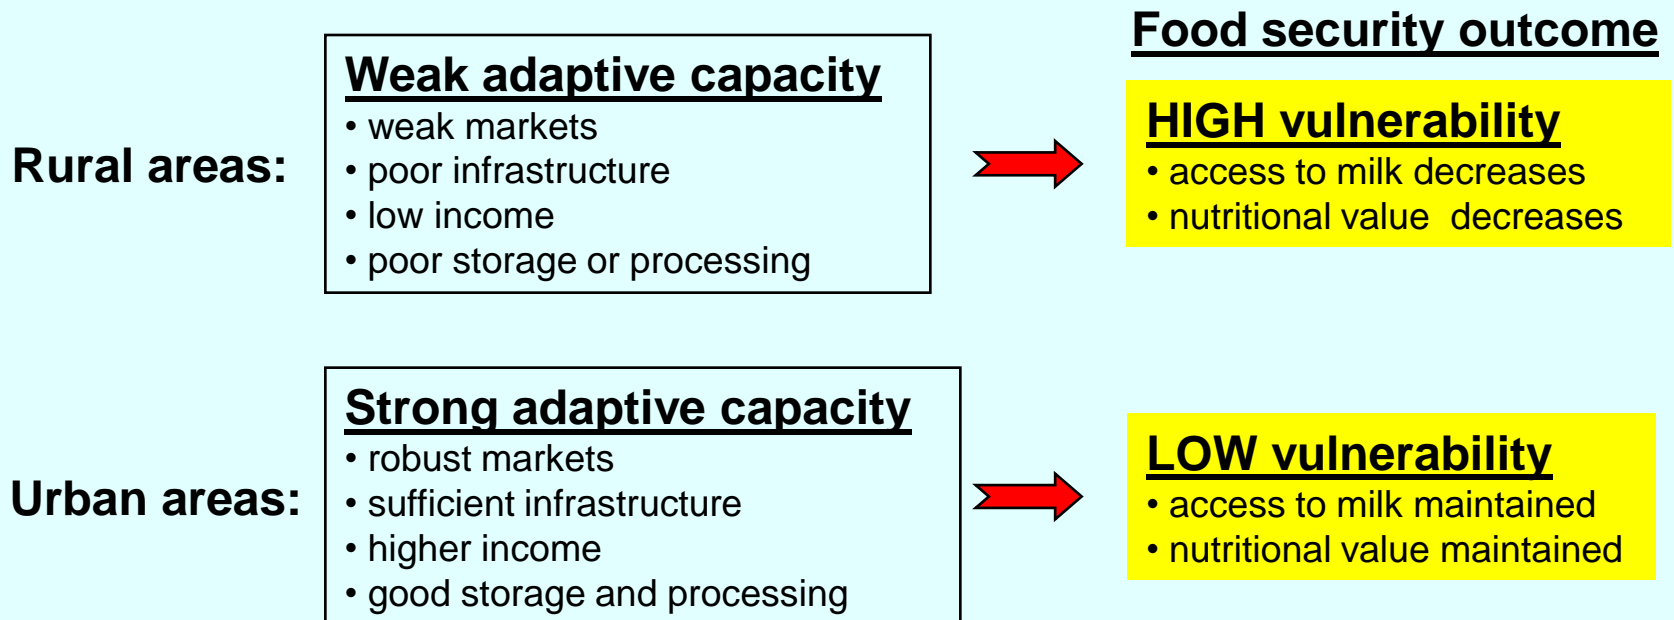 Food security outcome
Rural areas:
Weak adaptive capacity
• weak markets
• poor infrastructure
• low income
• poor storage or processing
HIGH vulnerability
• access to milk decreases
• nutritional value  decreases
Urban areas:
Strong adaptive capacity
• robust markets
• sufficient infrastructure
• higher income
• good storage and processing
LOW vulnerability
• access to milk maintained
• nutritional value maintained